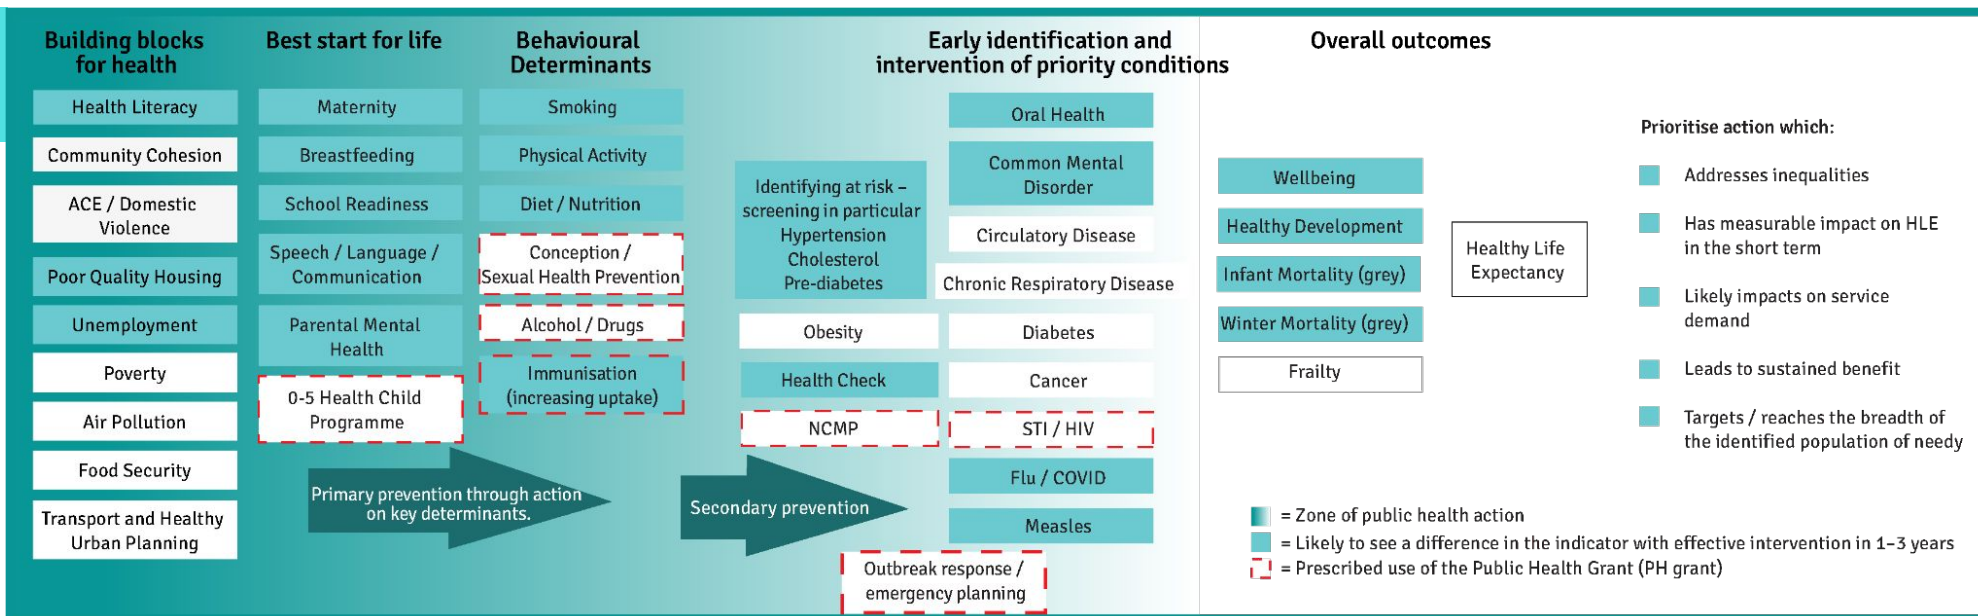 Building blocks
for health
Health Literacy
Community Cohesion
ACE / Domestic
Violence
Poor Quality Housing
Unemployment
Poverty
Air Pollution
Food Security
Transport and Healthy
Urban Planning
Best start for life
Maternity
Breastfeeding
School Readiness
Speech / Language /
Communication
Parental Mental
Health
0-5 Health Child
Programme
Behavioural
Determinants
Smoking
Physical Activity
Diet / Nutrition
Conception /
Sexual Health Prevention
Alcohol / Drugs
Immunisation
(increasing uptake)
Primary prevention through action
on key determinants.
Secondary prevention
Early identification and
intervention of priority conditions
Identifying at risk –
screening in particular
Hypertension
Cholesterol
Pre-diabetes
Obesity
Health Check
NCMP
Oral Health
Common Mental
Disorder
Circulatory Disease
Chronic Respiratory Disease
Diabetes
Cancer
STI / HIV
Flu / COVID
Measles
Outbreak response /
emergency planning
Overall outcomes
Wellbeing
Healthy Development
Infant Mortality (grey)
Winter Mortality (grey)
Frailty
Healthy Life
Expectancy
Prioritise action which:
Addresses inequalities
Has measurable impact on HLE
in the short term
Likely impacts on service
demand
Leads to sustained benefit
Targets / reaches the breadth of
the identified population of needy
= Zone of public health action
= Likely to see a difference in the indicator with effective intervention in 1–3 years
= Prescribed use of the Public Health Grant (PH grant)